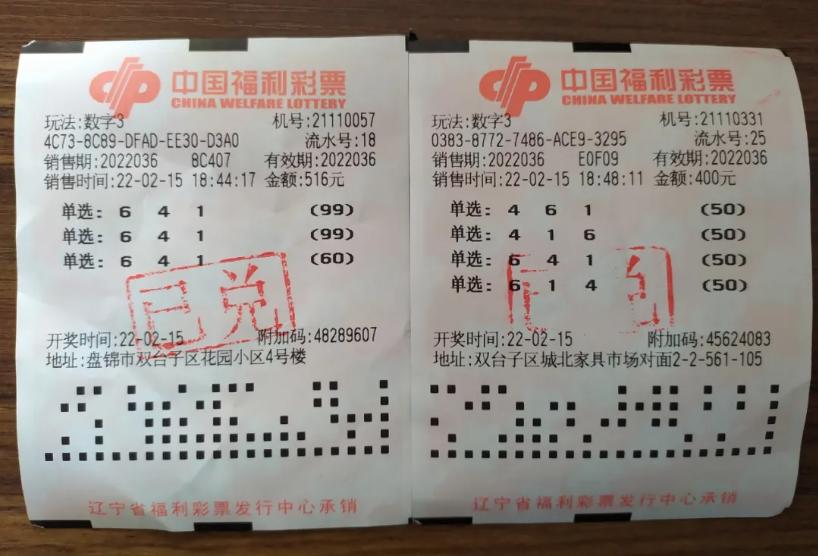 中国福利彩票
CHINA WELFARE LOTTERY
玩法:数字3 机号:21110057
4C73-8C89-DFAD-EE30-D3A0 流水号:18
销售期:2022036 8C407 有效期:2022036
销售时间:22-02-15 18:44:17 金额:516元
单选: 6 4 1 (99)
单选: 6 4 1 (99)
单选: 6 4 1 (60)
已兑
开奖时间:22-02-15 附加码:48289607
地址:盘锦市双台子区花园小区4号楼
辽宁省福利彩票发行中心承销
中国福利彩票
CHINA WELFARE LOTTERY
玩法:数字3 机号:21110331
0383-8772-7486-ACE9-3295 流水号:25
销售期:2022036 E0F09 有效期:2022036
销售时间:22-02-15 18:48:11 金额:400元
单选: 4 6 1 (50)
单选: 4 1 6 (50)
单选: 6 4 1 (50)
单选: 6 1 4 (50)
开奖时间:22-02-15 附加码:45624083
地址:双台子区城北家具市场对面2-2-561-105
辽宁省福利彩票发行中心承销